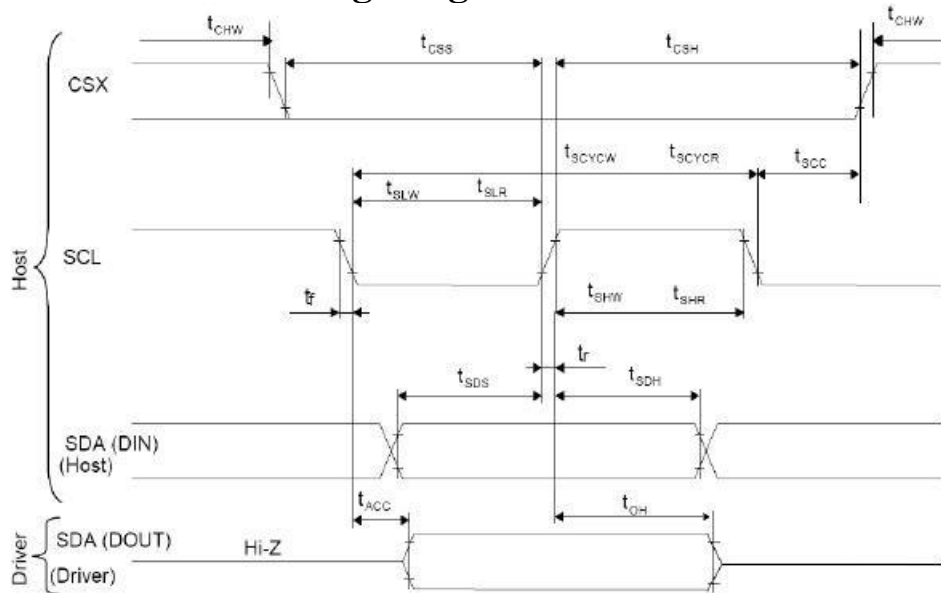 tCHW
tCHW
tCSS
tCSH
CSX
tSCYCW
tSCYCR
tSCC
tSLW
tSLR
SCL
Host
tf
tSHW
tSHR
tr
tSDS
tSDH
SDA (DIN)
(Host)
tACC
tOH
SDA (DOUT)
Hi-Z
(Driver)
Driver